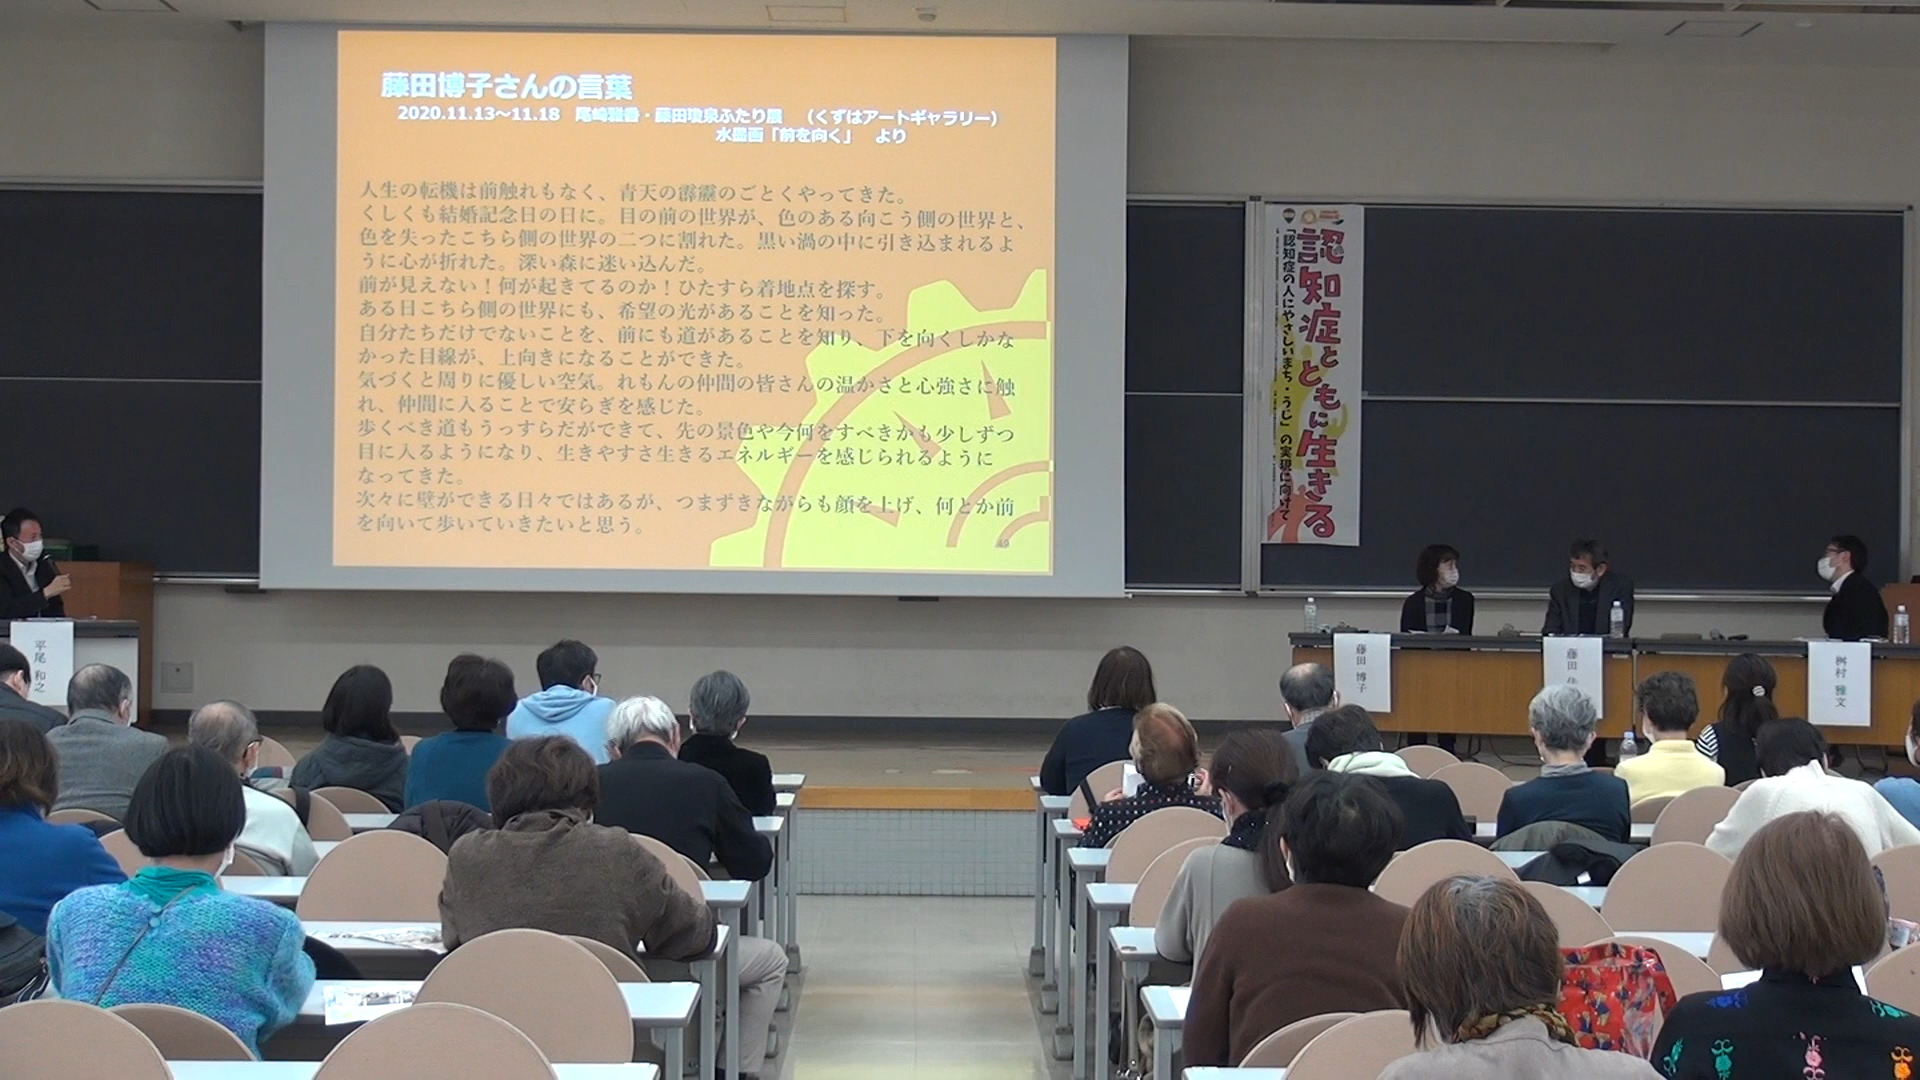 藤田博子さんの言葉
2020.11.13～11.18 尾崎雅香・藤田瓊泉ふたり展 （くずはアートギャラリー）
水墨画「前を向く」 より
人生の転機は前触れもなく、青天の霹靂のごとくやってきた。
くしくも結婚記念日の日に。目の前の世界が、色のある向こう側の世界と、
色を失ったこちら側の世界の二つに割れた。黒い渦の中に引き込まれるよ
うに心が折れた。深い森に迷い込んだ。
前が見えない！何が起きてるのか！ひたすら着地点を探す。
ある日こちら側の世界にも、希望の光があることを知った。
自分たちだけでないことを、前にも道があることを知り、下を向くしかな
かった目線が、上向きになることができた。
気づくと周りに優しい空気。れもんの仲間の皆さんの温かさと心強さに触
れ、仲間に入ることで安らぎを感じた。
歩くべき道もうっすらだができて、先の景色や今何をすべきかも少しずつ
目に入るようになり、生きやすさ生きるエネルギーを感じられるように
なってきた。
次々に壁ができる日々ではあるが、つまずきながらも顔を上げ、何とか前
を向いて歩いていきたいと思う。
49
認知症とともに生きる
「認知症の人にやさしいまち・うじ」の実現に向けて
平尾 和之
藤田 博子
藤田
桝村 雅文